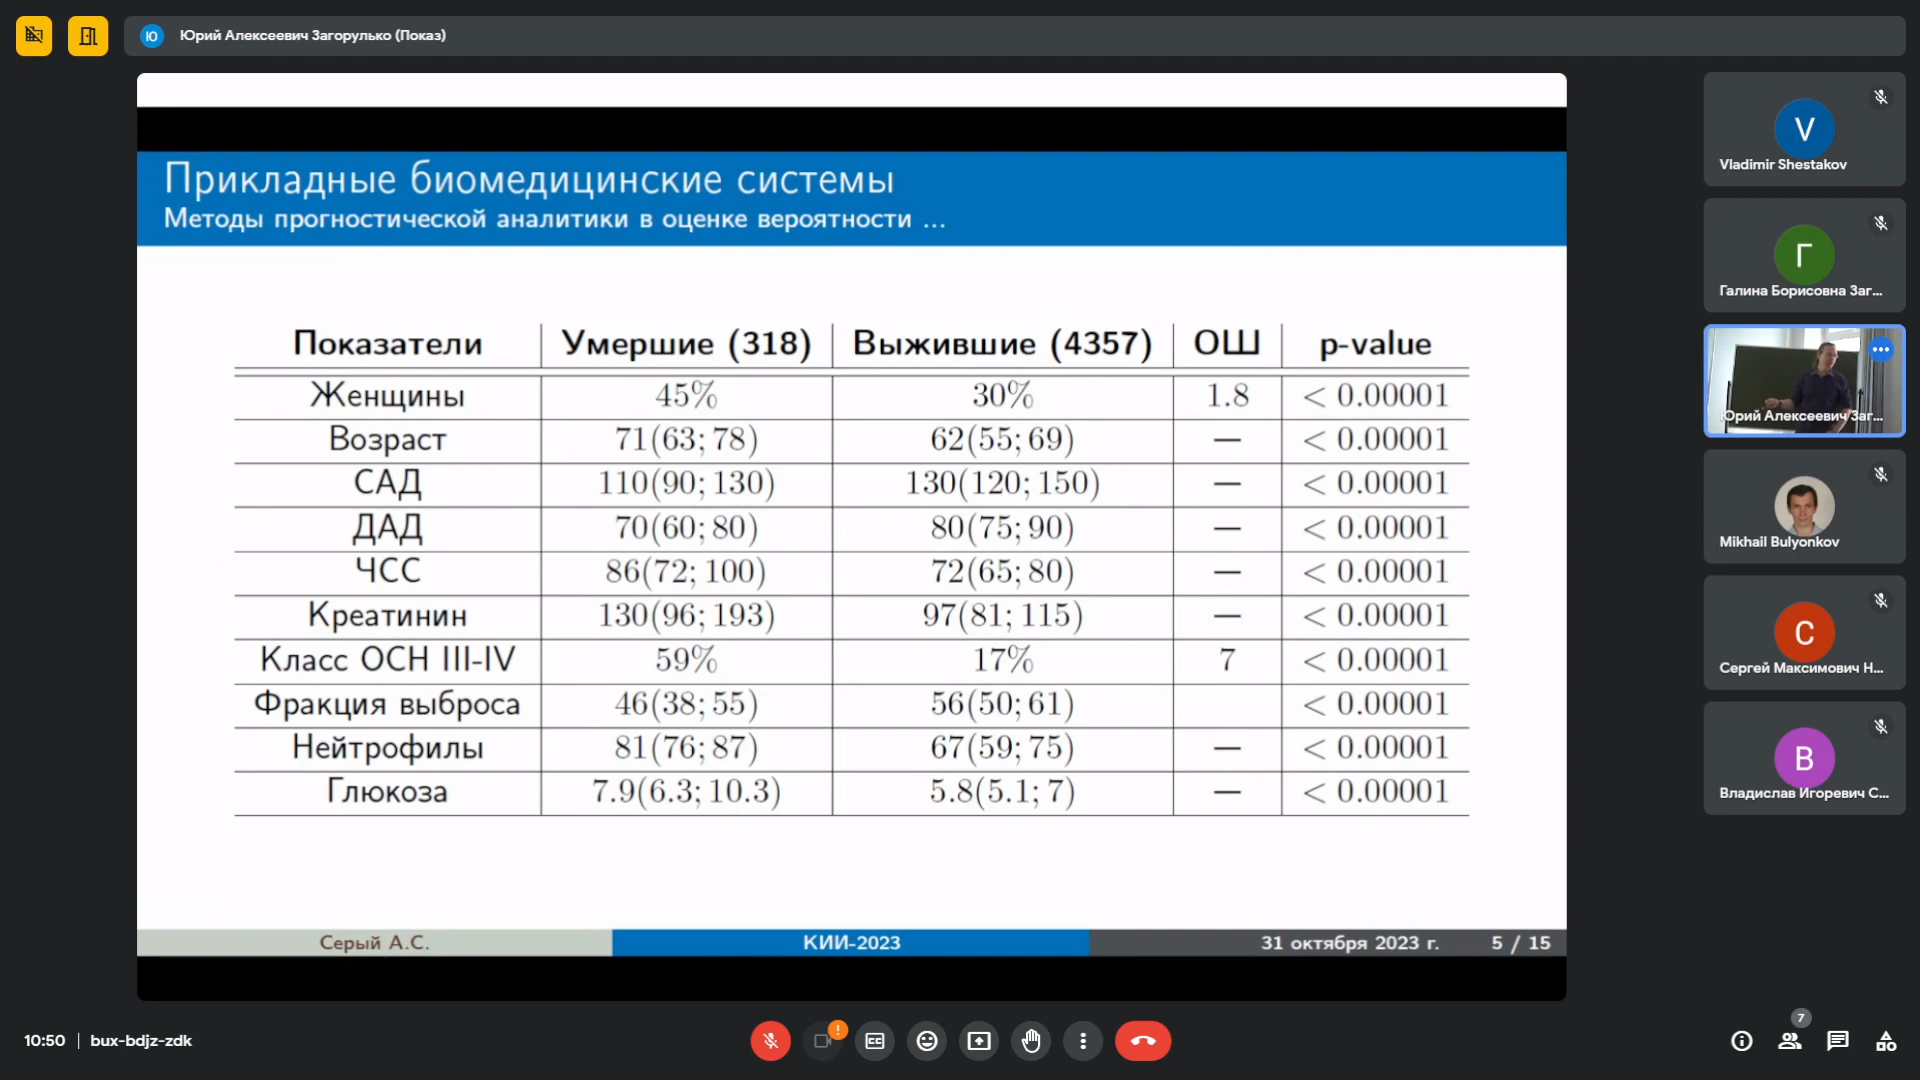 Ю Юрий Алексеевич Загорулько (Показ)
Прикладные биомедицинские системы
Методы прогностической аналитики в оценке вероятности ...
Показатели Умершие (318) Выжившие (4357) ОШ p-value
Женщины 45% 30% 1.8 < 0.00001
Возраст 71(63; 78) 62(55; 69) — < 0.00001
САД 110(90; 130) 130(120; 150) — < 0.00001
ДАД 70(60; 80) 80(75; 90) — < 0.00001
ЧСС 86(72; 100) 72(65; 80) — < 0.00001
Креатинин 130(96; 193) 97(81; 115) — < 0.00001
Класс ОСН III-IV 59% 17% 7 < 0.00001
Фракция выброса 46(38; 55) 56(50; 61) < 0.00001
Нейтрофилы 81(76; 87) 67(59; 75) — < 0.00001
Глюкоза 7.9(6.3; 10.3) 5.8(5.1; 7) — < 0.00001
Серый А.С. КИИ-2023 31 октября 2023 г. 5 / 15
V
Vladimir Shestakov
Г
Галина Борисовна Заг...
Юрий Алексеевич Заг...
Mikhail Bulyonkov
С
Сергей Максимович Н...
В
Владислав Игоревич С...
10:50 | bux-bdjz-zdk
!
CC
7